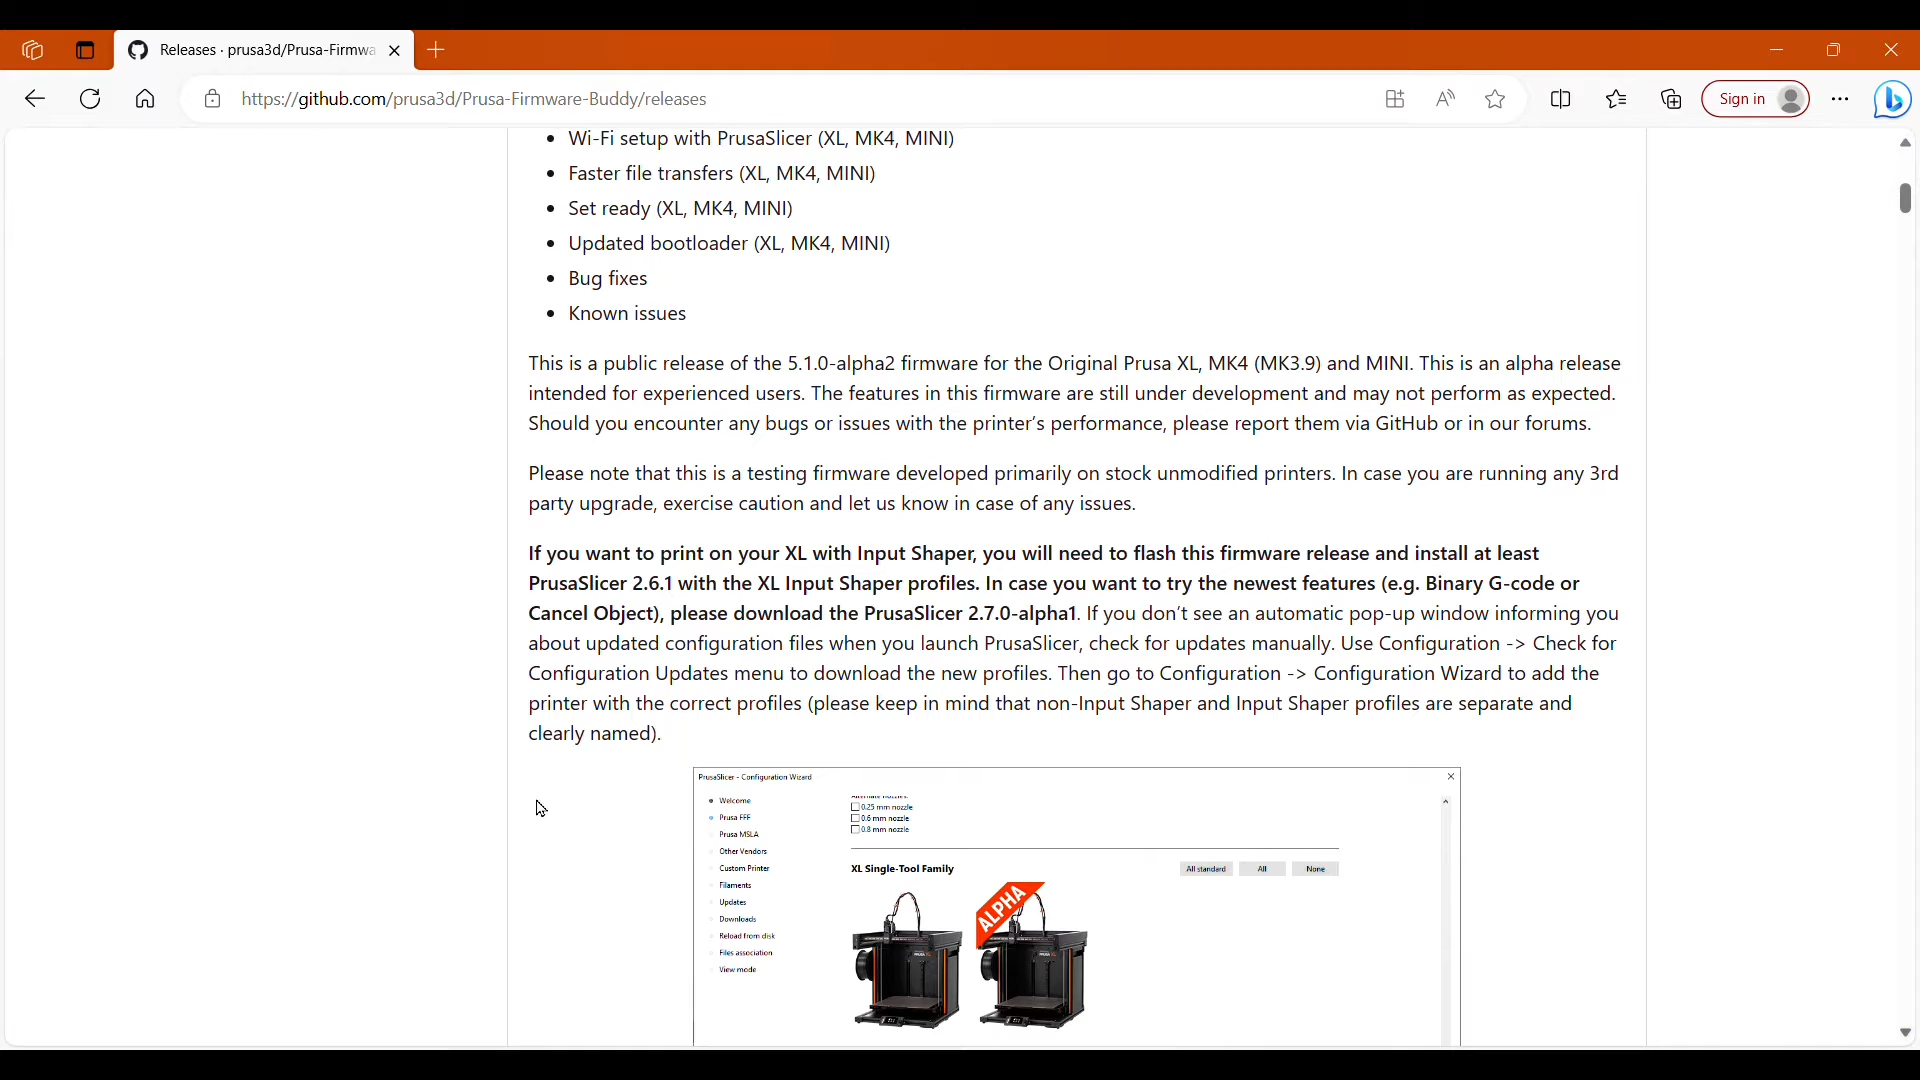 Releases · prusa3d/Prusa-Firmwa
https://github.com/prusa3d/Prusa-Firmware-Buddy/releases
Sign in
• Wi-Fi setup with PrusaSlicer (XL, MK4, MINI)
• Faster file transfers (XL, MK4, MINI)
• Set ready (XL, MK4, MINI)
• Updated bootloader (XL, MK4, MINI)
• Bug fixes
• Known issues
This is a public release of the 5.1.0-alpha2 firmware for the Original Prusa XL, MK4 (MK3.9) and MINI. This is an alpha release
intended for experienced users. The features in this firmware are still under development and may not perform as expected.
Should you encounter any bugs or issues with the printer's performance, please report them via GitHub or in our forums.
Please note that this is a testing firmware developed primarily on stock unmodified printers. In case you are running any 3rd
party upgrade, exercise caution and let us know in case of any issues.
If you want to print on your XL with Input Shaper, you will need to flash this firmware release and install at least
PrusaSlicer 2.6.1 with the XL Input Shaper profiles. In case you want to try the newest features (e.g. Binary G-code or
Cancel Object), please download the PrusaSlicer 2.7.0-alpha1. If you don't see an automatic pop-up window informing you
about updated configuration files when you launch PrusaSlicer, check for updates manually. Use Configuration -> Check for
Configuration Updates menu to download the new profiles. Then go to Configuration -> Configuration Wizard to add the
printer with the correct profiles (please keep in mind that non-Input Shaper and Input Shaper profiles are separate and
clearly named).
PrusaSlicer - Configuration Wizard
Welcome
Prusa FFF
Prusa MSLA
Other Vendors
Custom Printer
Filaments
Updates
Downloads
Reload from disk
Files association
View mode
Alternate nozzles:
0.25 mm nozzle
0.6 mm nozzle
0.8 mm nozzle
XL Single-Tool Family
All standard
All
None
ALPHA